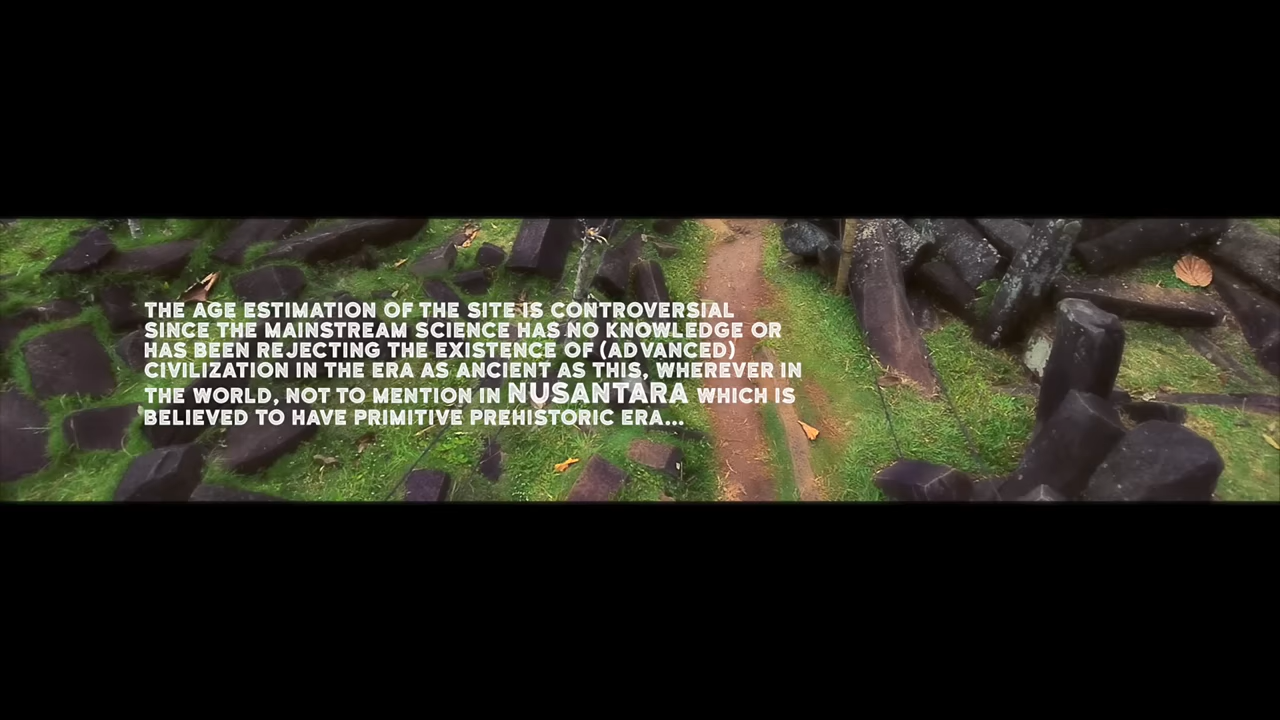 THE AGE ESTIMATION OF THE SITE IS CONTROVERSIAL
SINCE THE MAINSTREAM SCIENCE HAS NO KNOWLEDGE OR
HAS BEEN REJECTING THE EXISTENCE OF (ADVANCED)
CIVILIZATION IN THE ERA AS ANCIENT AS THIS, WHEREVER IN
THE WORLD, NOT TO MENTION IN NUSANTARA WHICH IS
BELIEVED TO HAVE PRIMITIVE PREHISTORIC ERA...